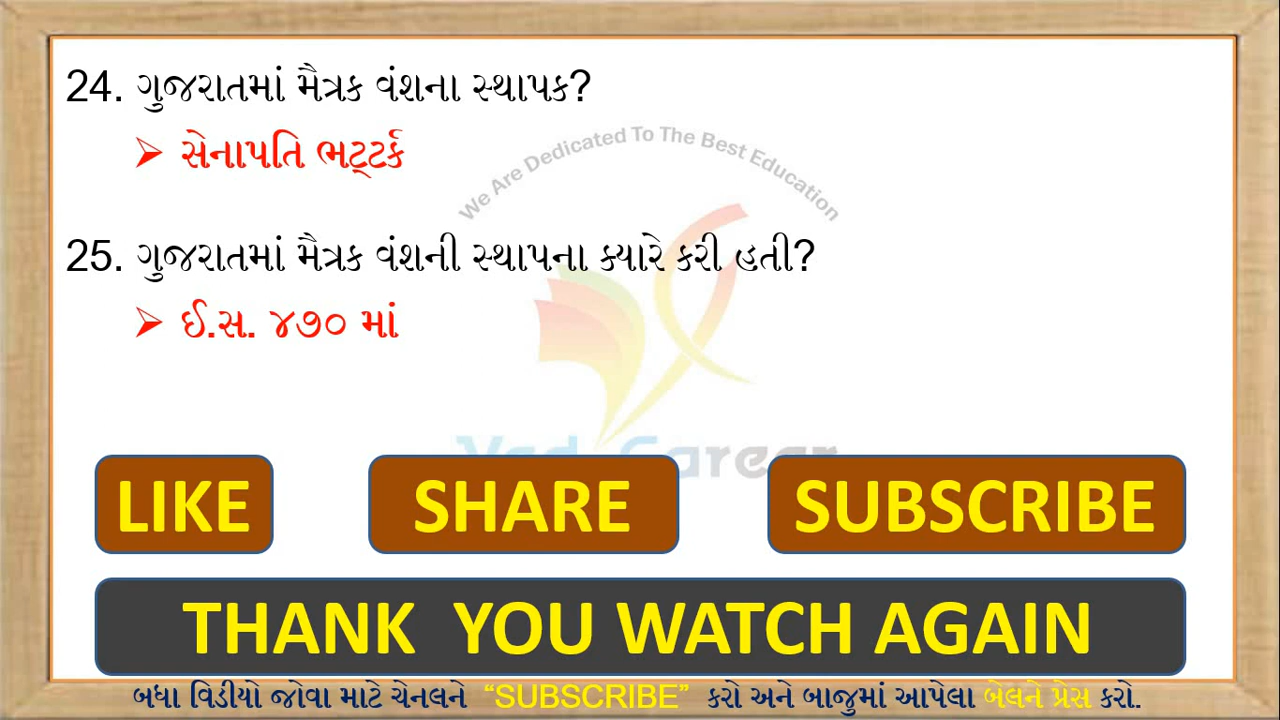 24. ગુજરાતમાં મૈત્રક વંશના સ્થાપક?
➢ સેનાપતિ ભટ્ટર્ક
We Are Dedicated To The Best Education
25. ગુજરાતમાં મૈત્રક વંશની સ્થાપના ક્યારે કરી હતી?
➢ ઈ.સ. ૪૭૦ માં
Career
LIKE SHARE SUBSCRIBE
THANK YOU WATCH AGAIN
બધા વિડીયો જોવા માટે ચેનલને “SUBSCRIBE” કરો અને બાજુમાં આપેલા બેલને પ્રેસ કરો.